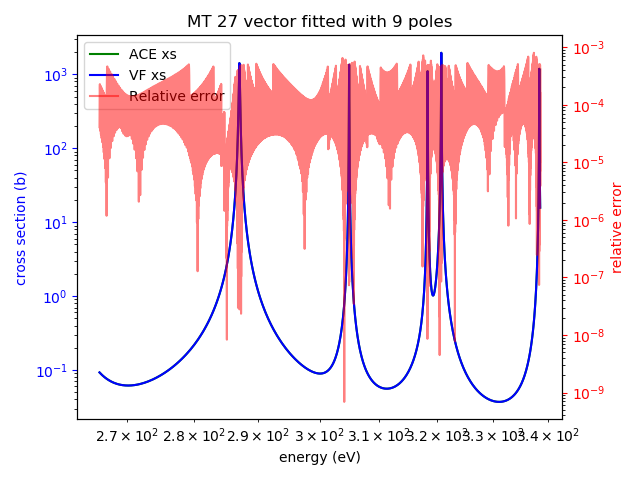 MT 27 vector fitted with 9 poles
ACE xs
VF xs
Relative error
cross section (b)
10³
10²
10¹
10⁰
10⁻¹
10⁻³
10⁻⁴
10⁻⁵
10⁻⁶
10⁻⁷
10⁻⁸
10⁻⁹
relative error
2.7 × 10² 2.8 × 10² 2.9 × 10² 3 × 10² 3.1 × 10² 3.2 × 10² 3.3 × 10² 3.4 × 10²
energy (eV)